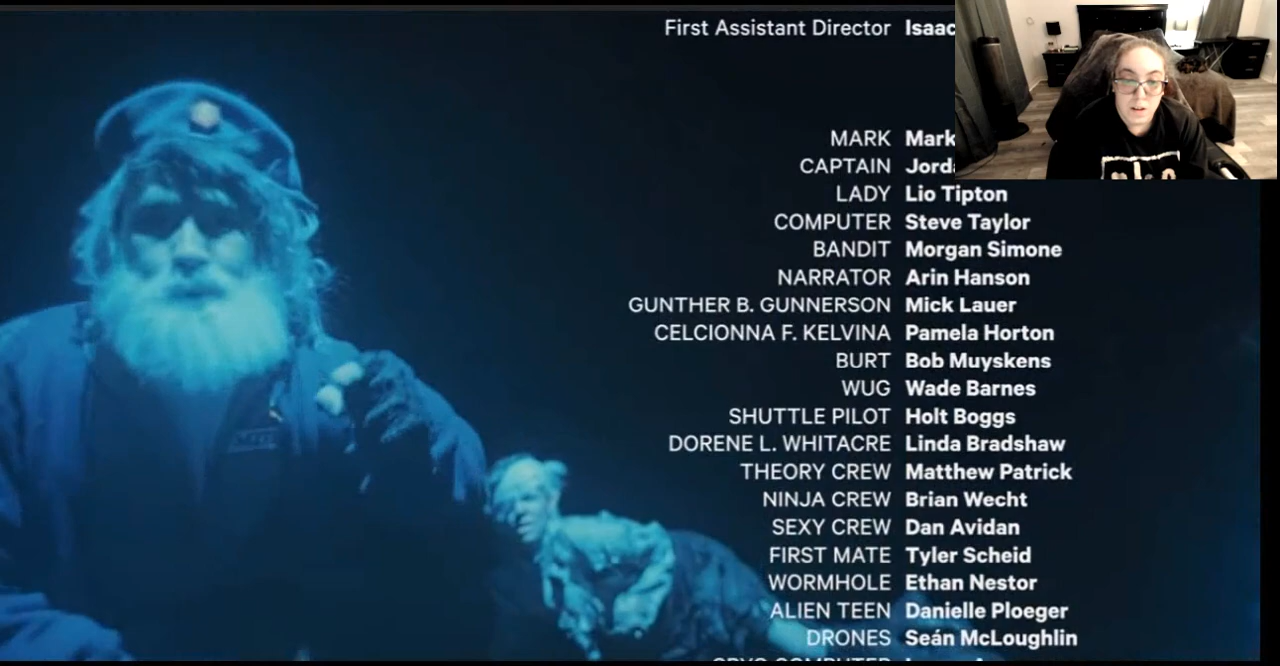 First Assistant Director Isaac
MARK Mark
CAPTAIN Jord
LADY Lio Tipton
COMPUTER Steve Taylor
BANDIT Morgan Simone
NARRATOR Arin Hanson
GUNTHER B. GUNNERSON Mick Lauer
CELCIONNA F. KELVINA Pamela Horton
BURT Bob Muyskens
WUG Wade Barnes
SHUTTLE PILOT Holt Boggs
DORENE L. WHITACRE Linda Bradshaw
THEORY CREW Matthew Patrick
NINJA CREW Brian Wecht
SEXY CREW Dan Avidan
FIRST MATE Tyler Scheid
WORMHOLE Ethan Nestor
ALIEN TEEN Danielle Ploeger
DRONES Seán McLoughlin